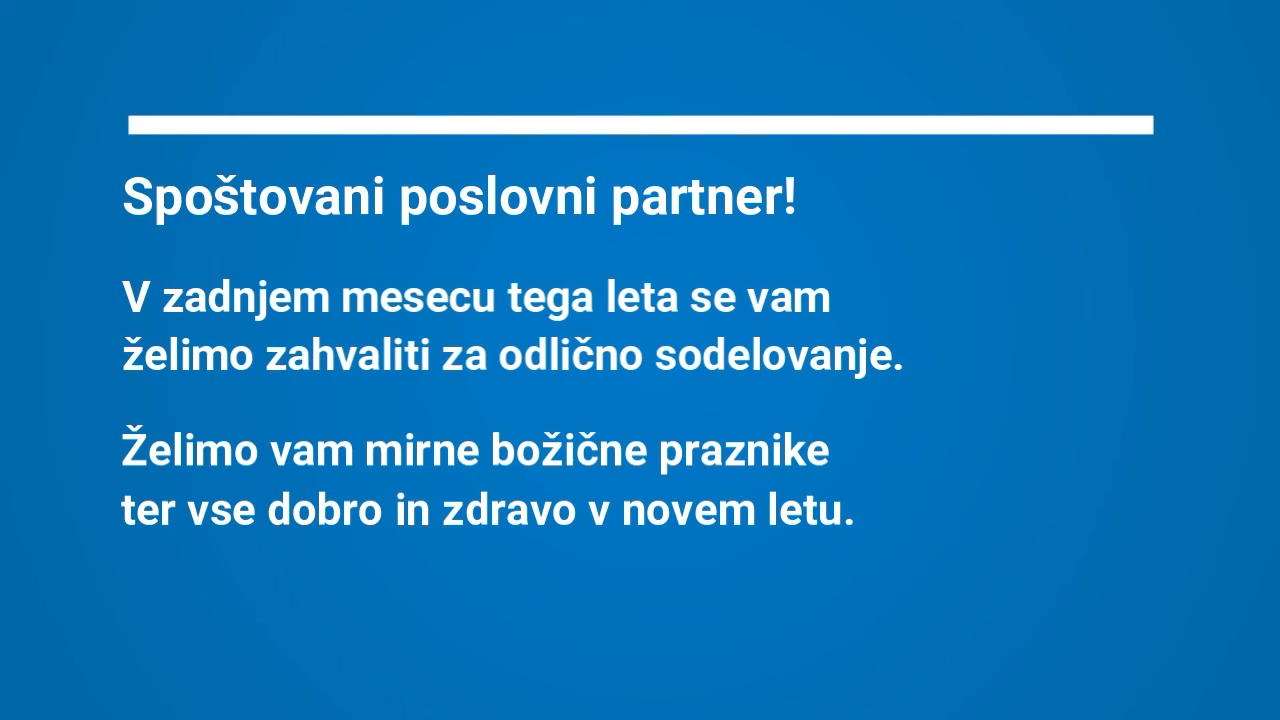 Spoštovani poslovni partner!
V zadnjem mesecu tega leta se vam
želimo zahvaliti za odlično sodelovanje.
Želimo vam mirne božične praznike
ter vse dobro in zdravo v novem letu.